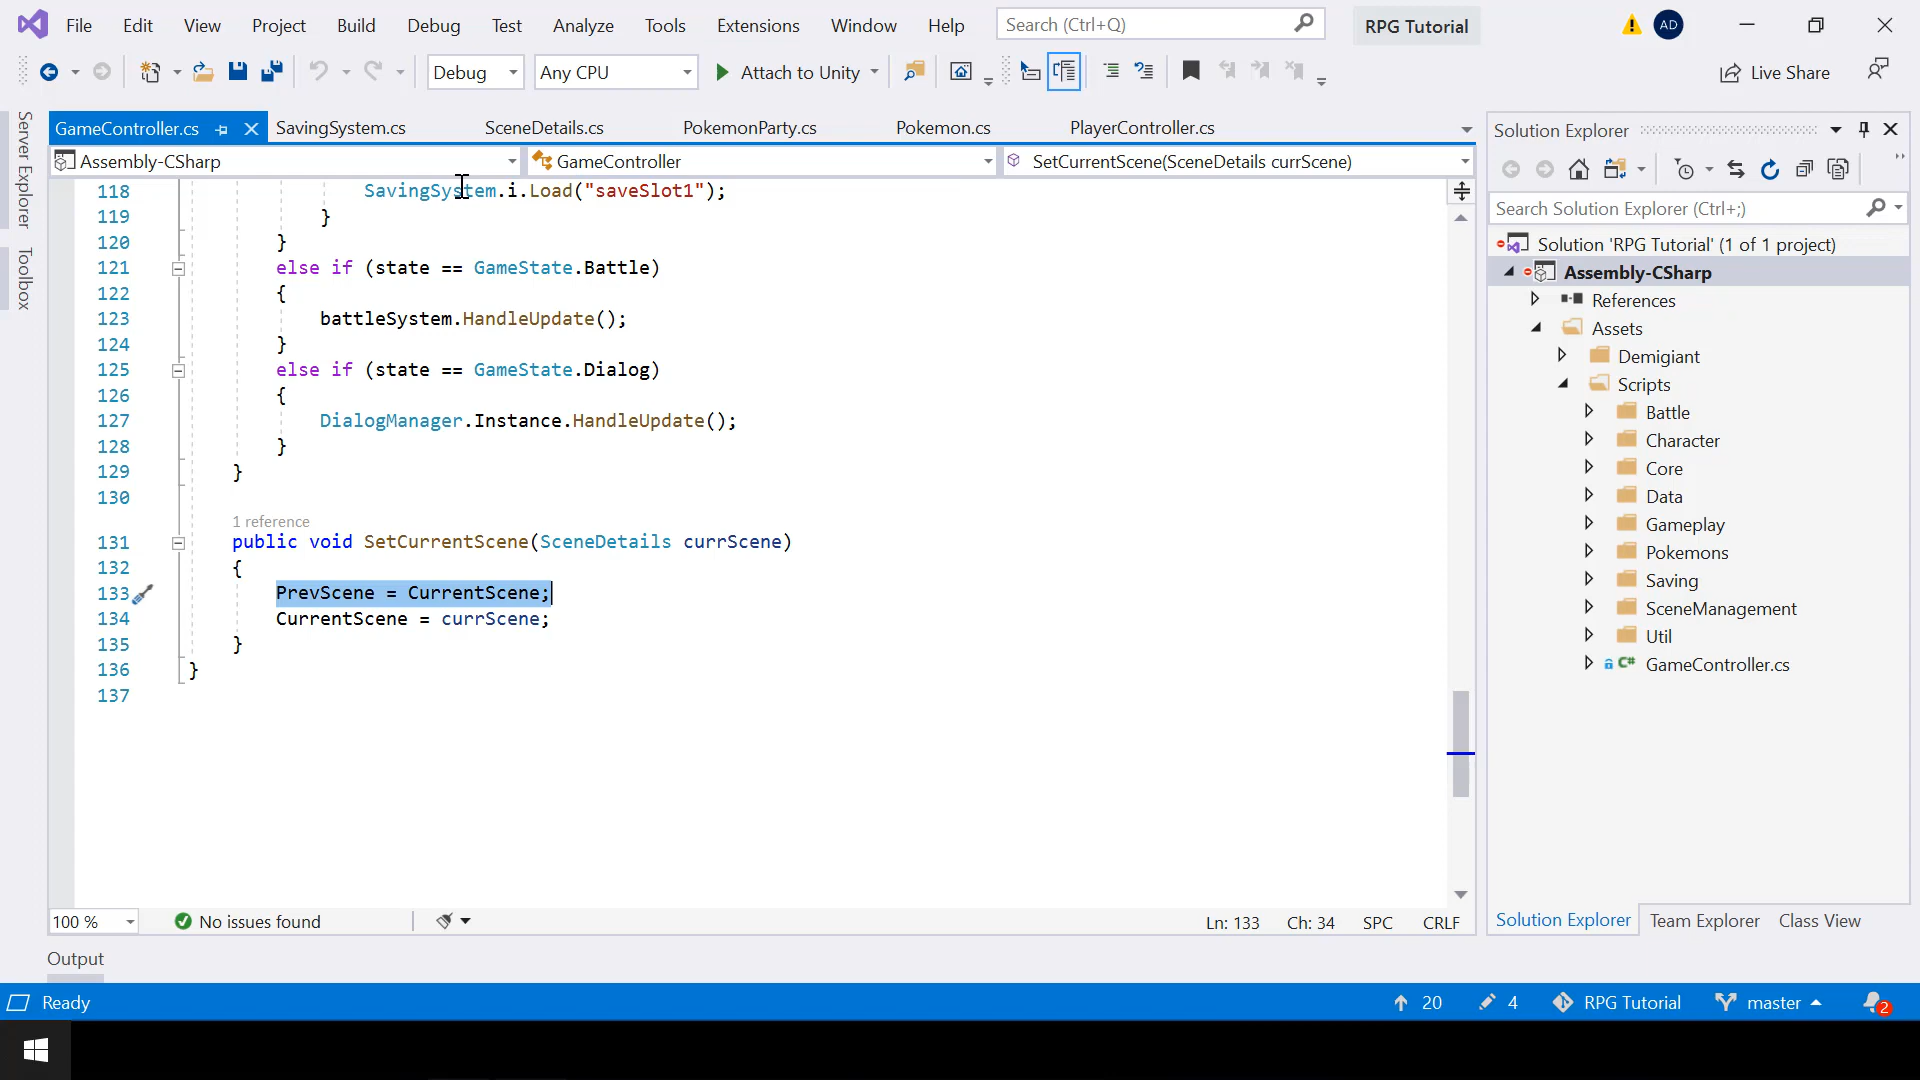 File Edit View Project Build Debug Test Analyze Tools Extensions Window Help Search (Ctrl+Q) RPG Tutorial AD
Debug Any CPU Attach to Unity Live Share
Server Explorer
Toolbox
GameController.cs SavingSystem.cs SceneDetails.cs PokemonParty.cs Pokemon.cs PlayerController.cs
Assembly-CSharp GameController SetCurrentScene(SceneDetails currScene)
118 SavingSystem.i.Load("saveSlot1");
119 }
120 }
121 else if (state == GameState.Battle)
122 {
123 battleSystem.HandleUpdate();
124 }
125 else if (state == GameState.Dialog)
126 {
127 DialogManager.Instance.HandleUpdate();
128 }
129 }
130
1 reference
131 public void SetCurrentScene(SceneDetails currScene)
132 {
133 PrevScene = CurrentScene;
134 CurrentScene = currScene;
135 }
136 }
137
100 % No issues found Ln: 133 Ch: 34 SPC CRLF
Solution Explorer
Search Solution Explorer (Ctrl+;)
Solution 'RPG Tutorial' (1 of 1 project)
Assembly-CSharp
References
Assets
Demigiant
Scripts
Battle
Character
Core
Data
Gameplay
Pokemons
Saving
SceneManagement
Util
C# GameController.cs
Solution Explorer Team Explorer Class View
Output
Ready 20 4 RPG Tutorial master 2